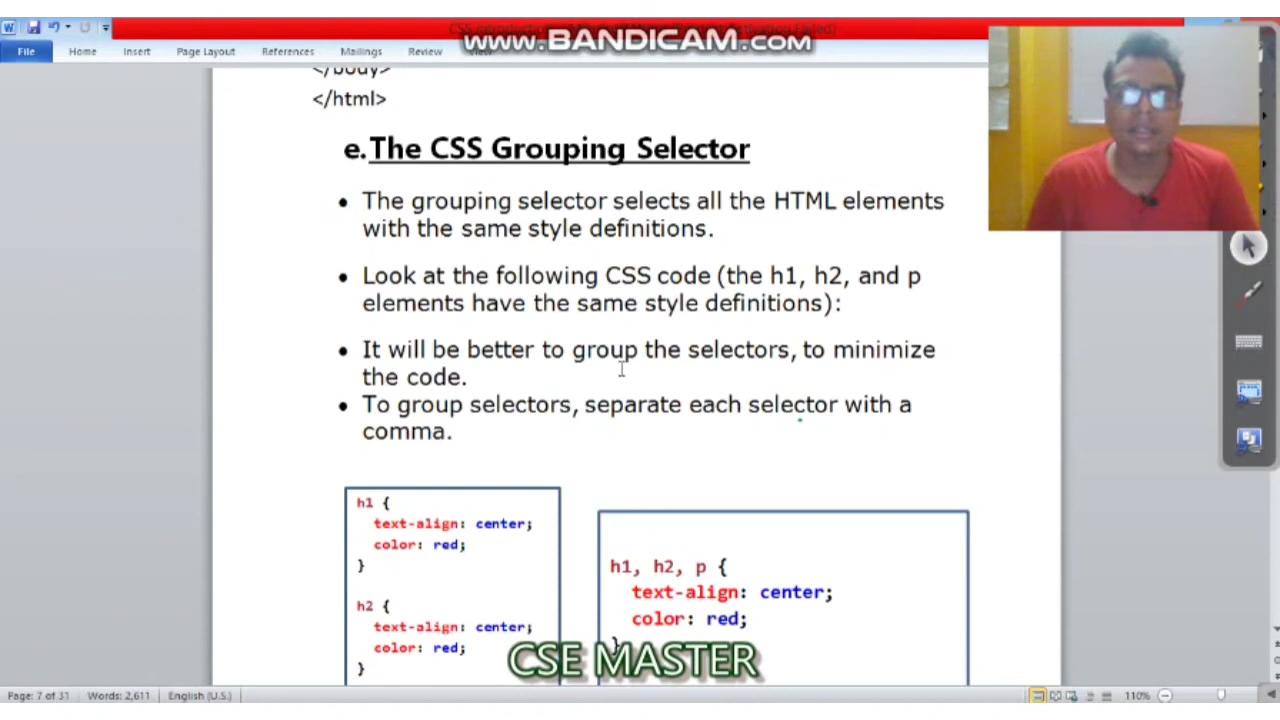 www.BANDICAM.com
File Home Insert Page Layout References Mailings Review View
</body>
</html>
e.The CSS Grouping Selector
• The grouping selector selects all the HTML elements
with the same style definitions.
• Look at the following CSS code (the h1, h2, and p
elements have the same style definitions):
• It will be better to group the selectors, to minimize
the code.
• To group selectors, separate each selector with a
comma.
h1 {
text-align: center;
color: red;
}
h2 {
text-align: center;
color: red;
}
h1, h2, p {
text-align: center;
color: red;
}
CSE MASTER
Page: 7 of 31 Words: 2,611 English (U.S.) 110%